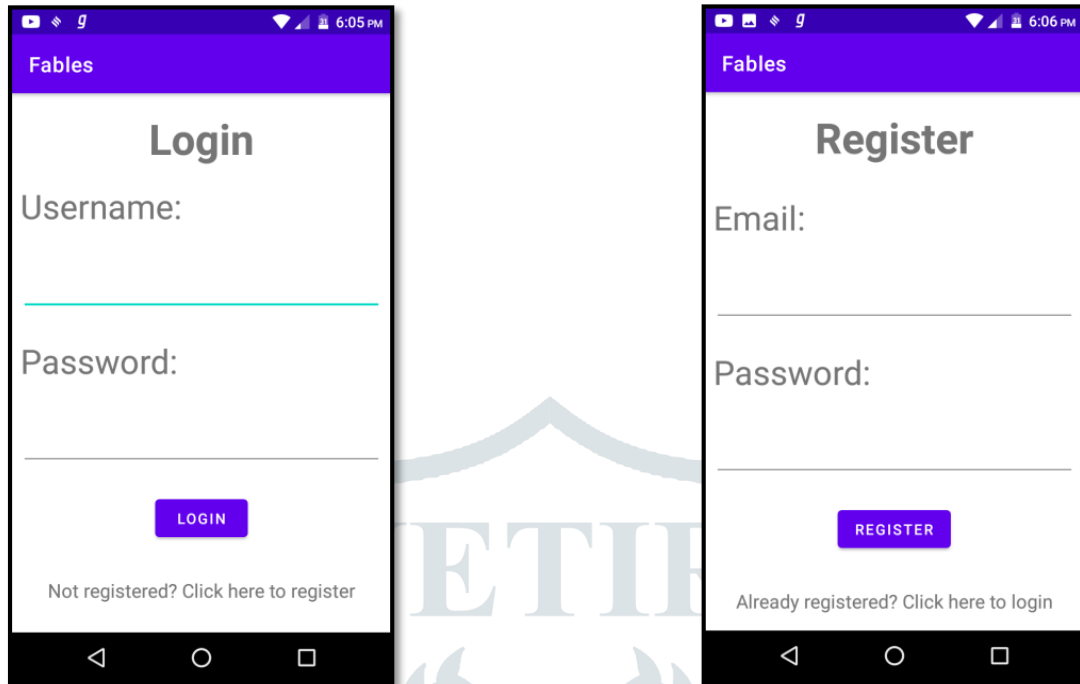 g
6:05 PM
Fables
Login
Username:
Password:
LOGIN
Not registered? Click here to register
g
6:06 PM
Fables
Register
Email:
Password:
REGISTER
Already registered? Click here to login